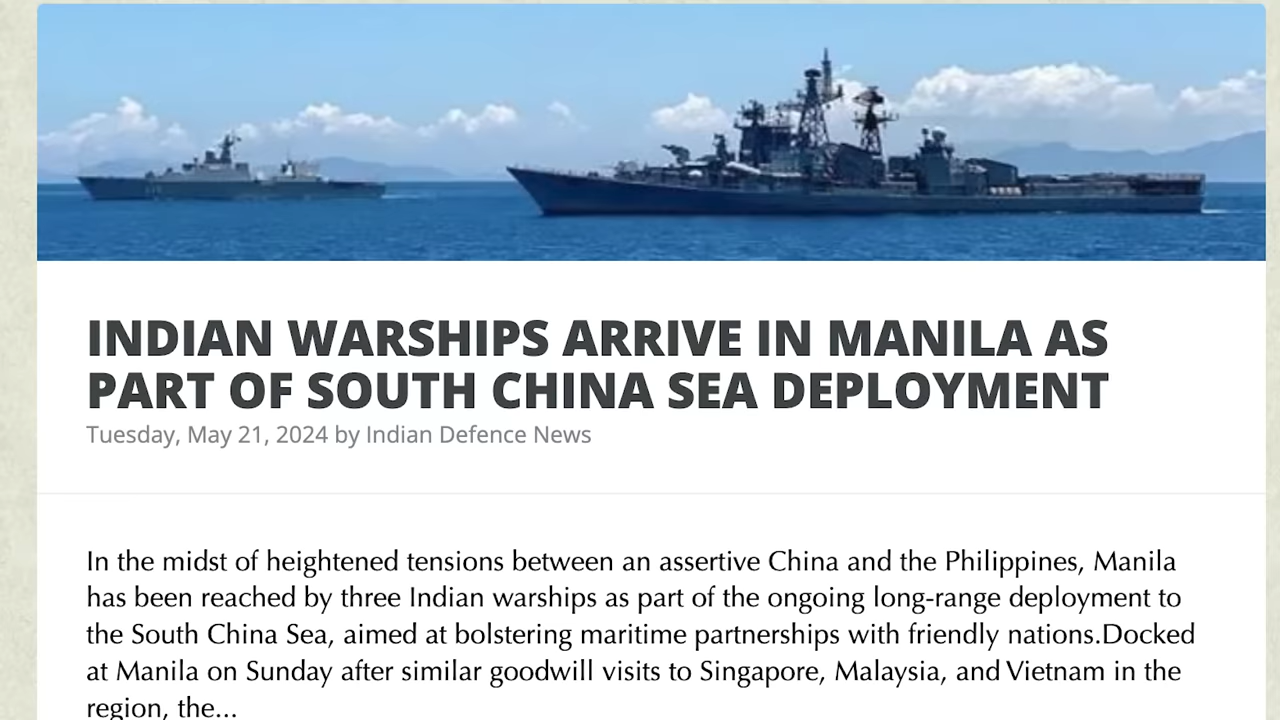 INDIAN WARSHIPS ARRIVE IN MANILA AS
PART OF SOUTH CHINA SEA DEPLOYMENT
Tuesday, May 21, 2024 by Indian Defence News
In the midst of heightened tensions between an assertive China and the Philippines, Manila
has been reached by three Indian warships as part of the ongoing long-range deployment to
the South China Sea, aimed at bolstering maritime partnerships with friendly nations.Docked
at Manila on Sunday after similar goodwill visits to Singapore, Malaysia, and Vietnam in the
region, the...